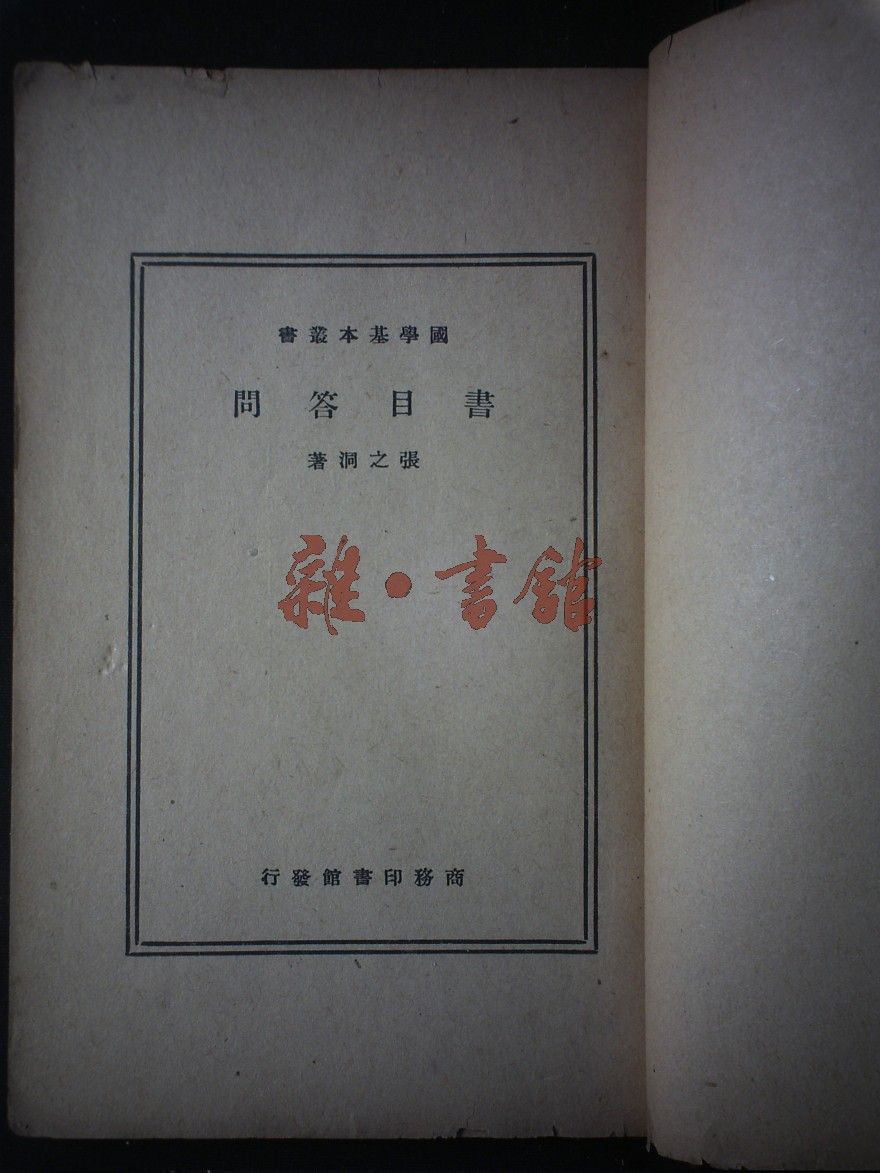 國學基本叢書
書目答問
張之洞著
雜·書館
商務印書館發行